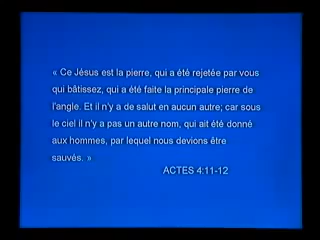 « Ce Jésus est la pierre, qui a été rejetée par vous
qui bâtissez, qui a été faite la principale pierre de
l'angle. Et il n'y a de salut en aucun autre; car sous
le ciel il n'y a pas un autre nom, qui ait été donné
aux hommes, par lequel nous devions être
sauvés. »
ACTES 4:11-12